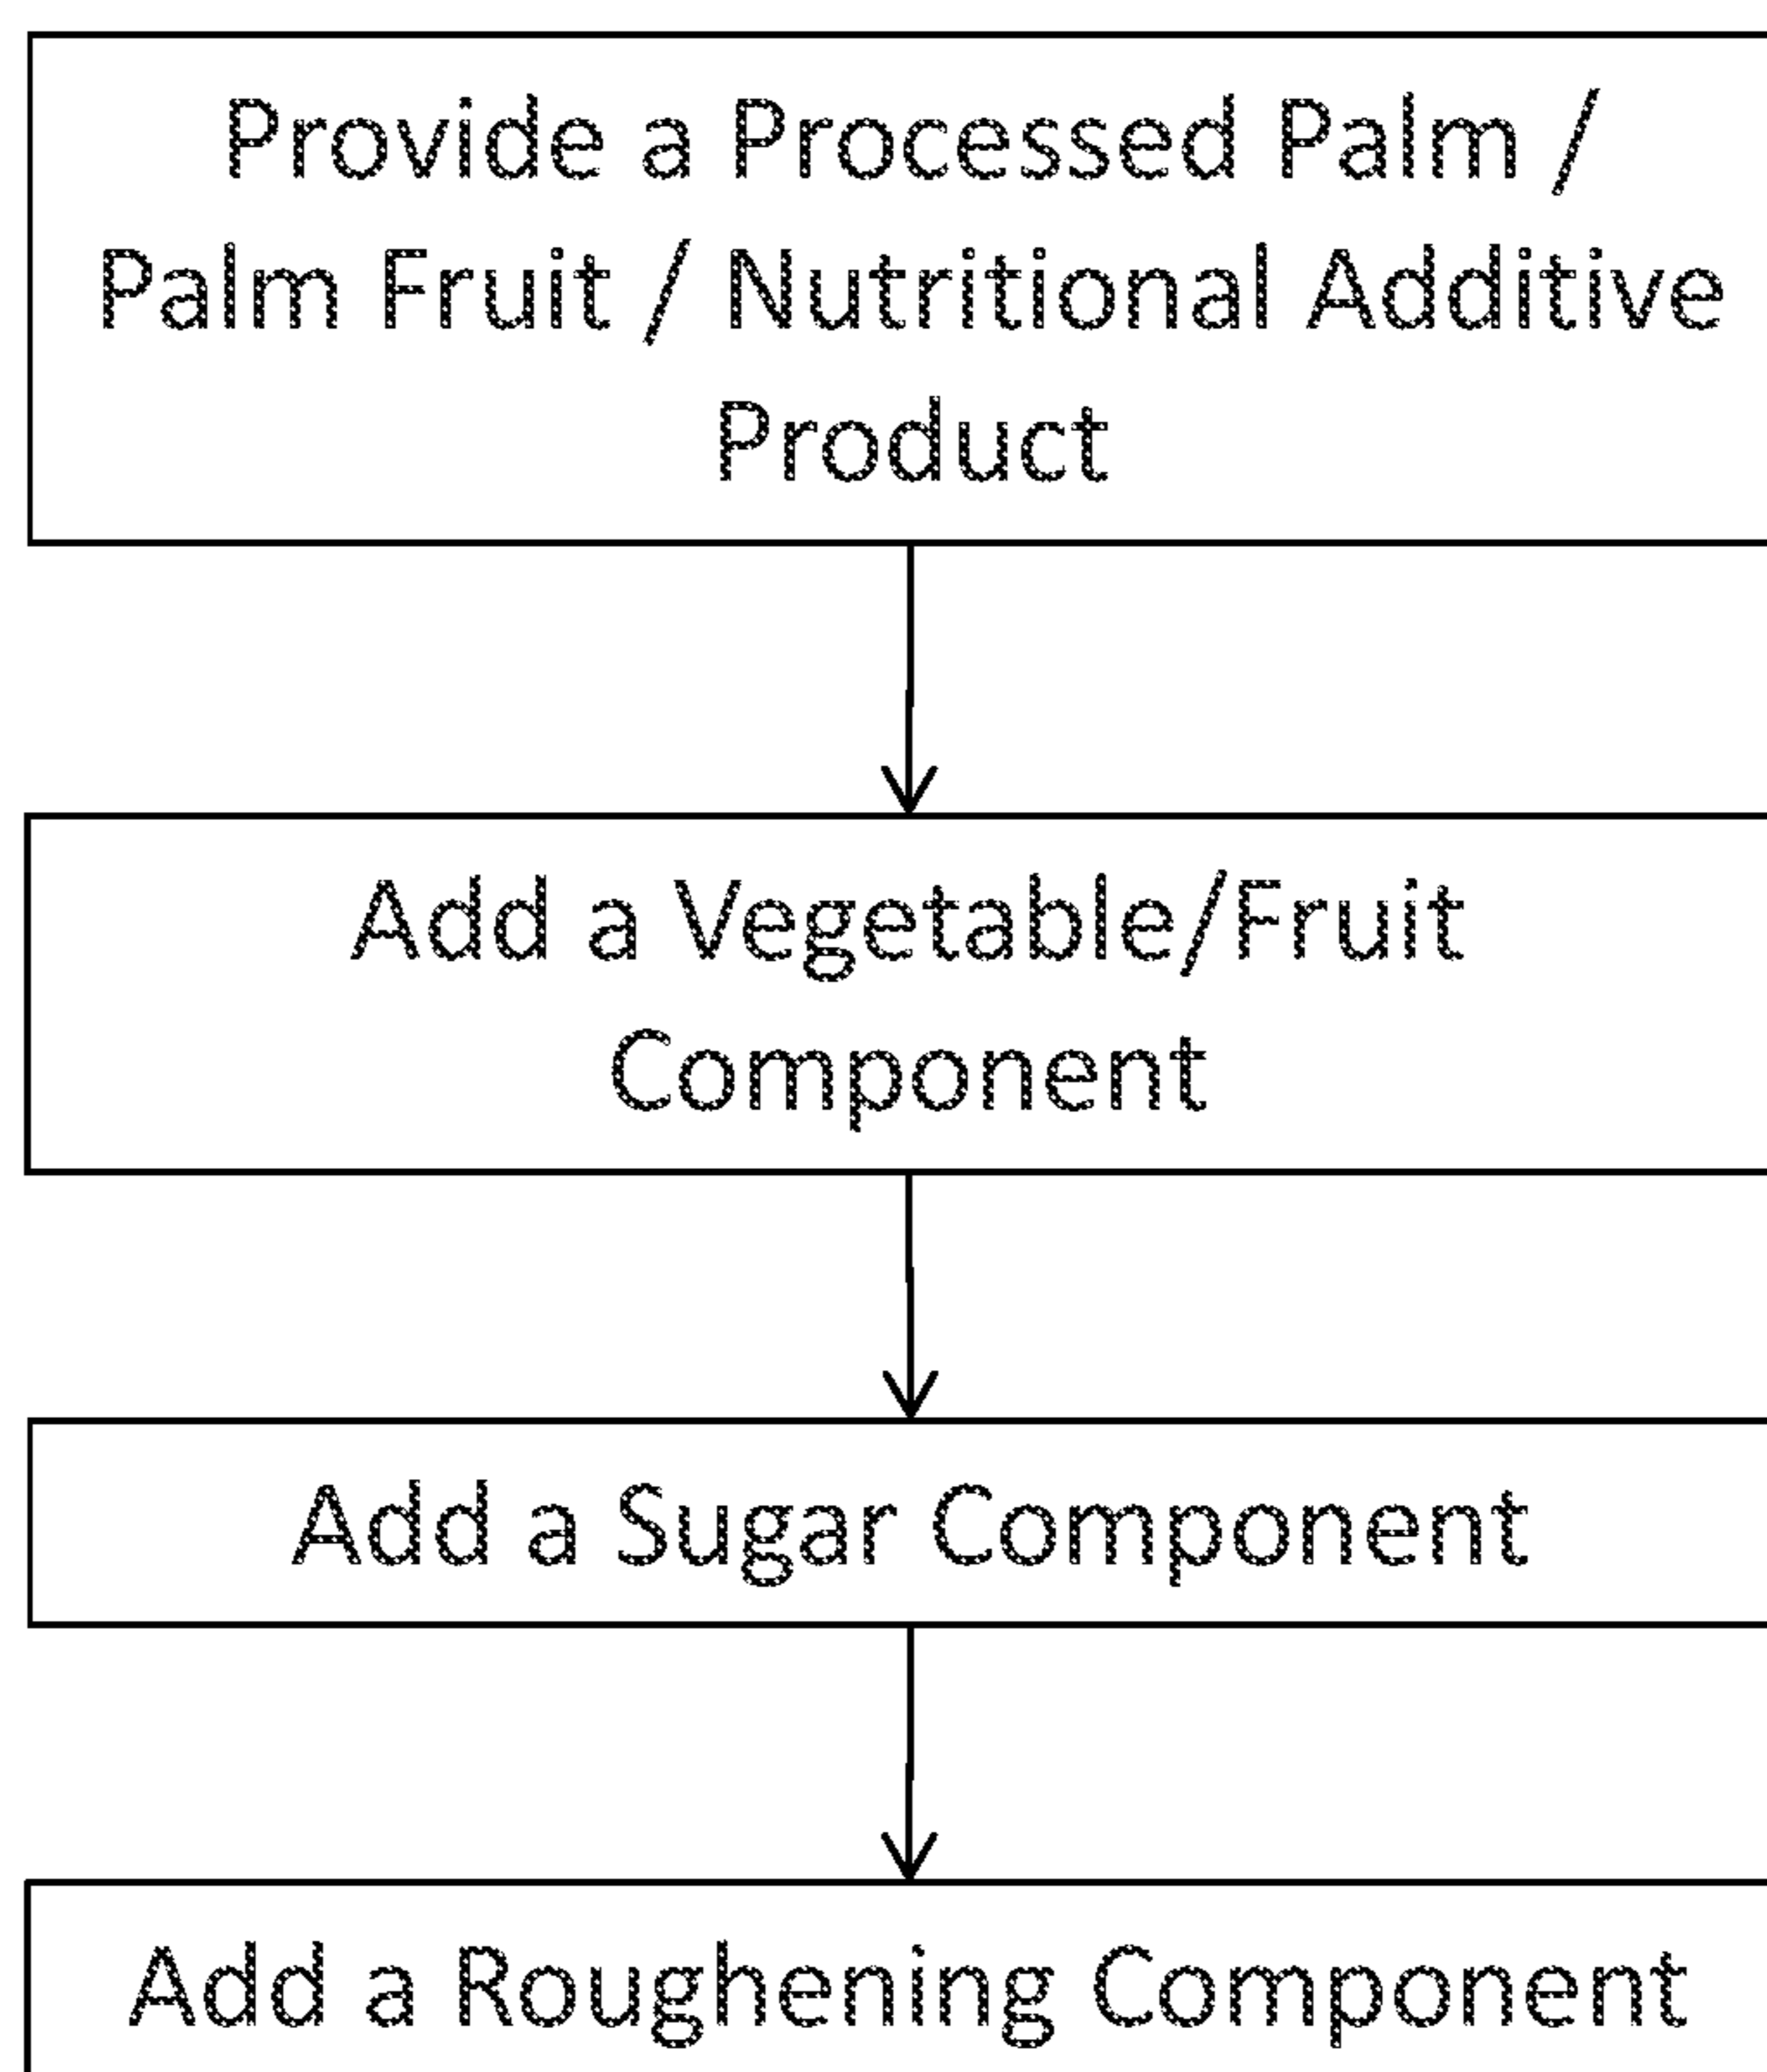 Provide a Processed Palm /
Palm Fruit / Nutritional Additive
Product
Add a Vegetable/Fruit
Component
Add a Sugar Component
Add a Roughening Component